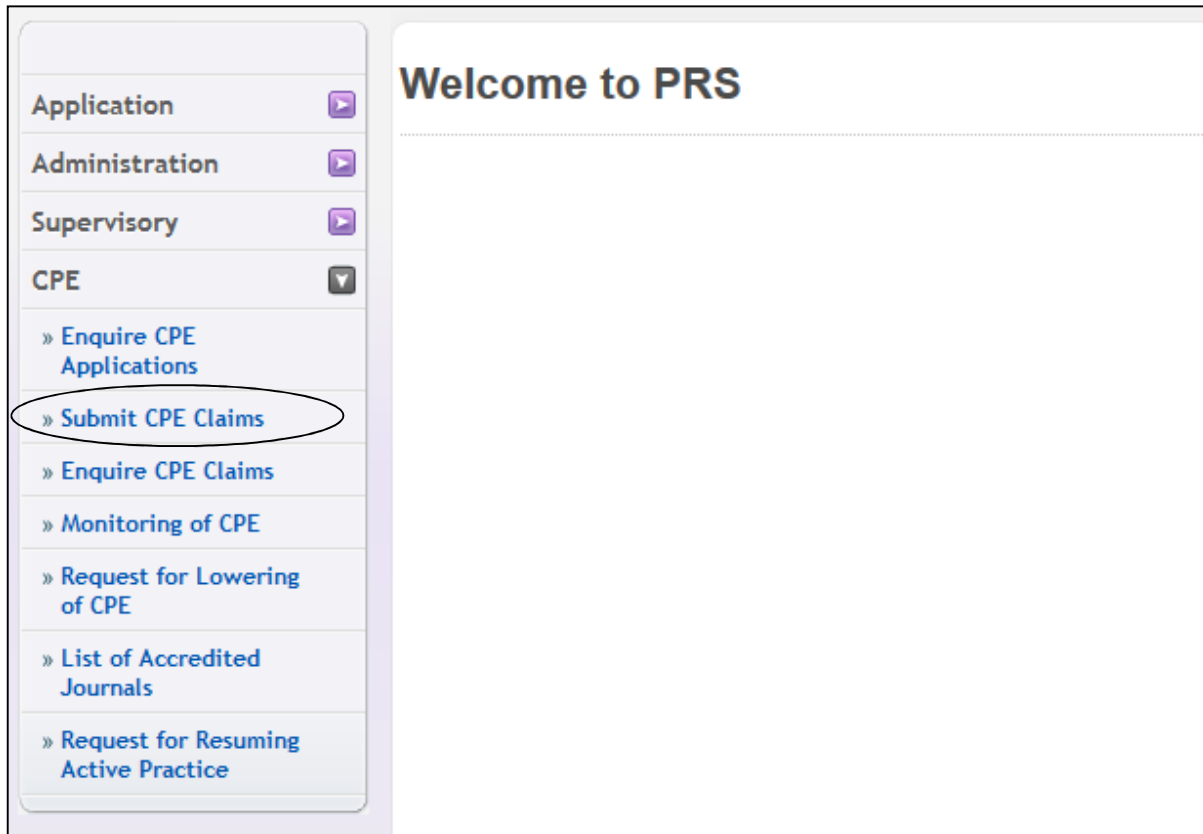 Welcome to PRS
Application
Administration
Supervisory
CPE
» Enquire CPE
Applications
» Submit CPE Claims
» Enquire CPE Claims
» Monitoring of CPE
» Request for Lowering
of CPE
» List of Accredited
Journals
» Request for Resuming
Active Practice